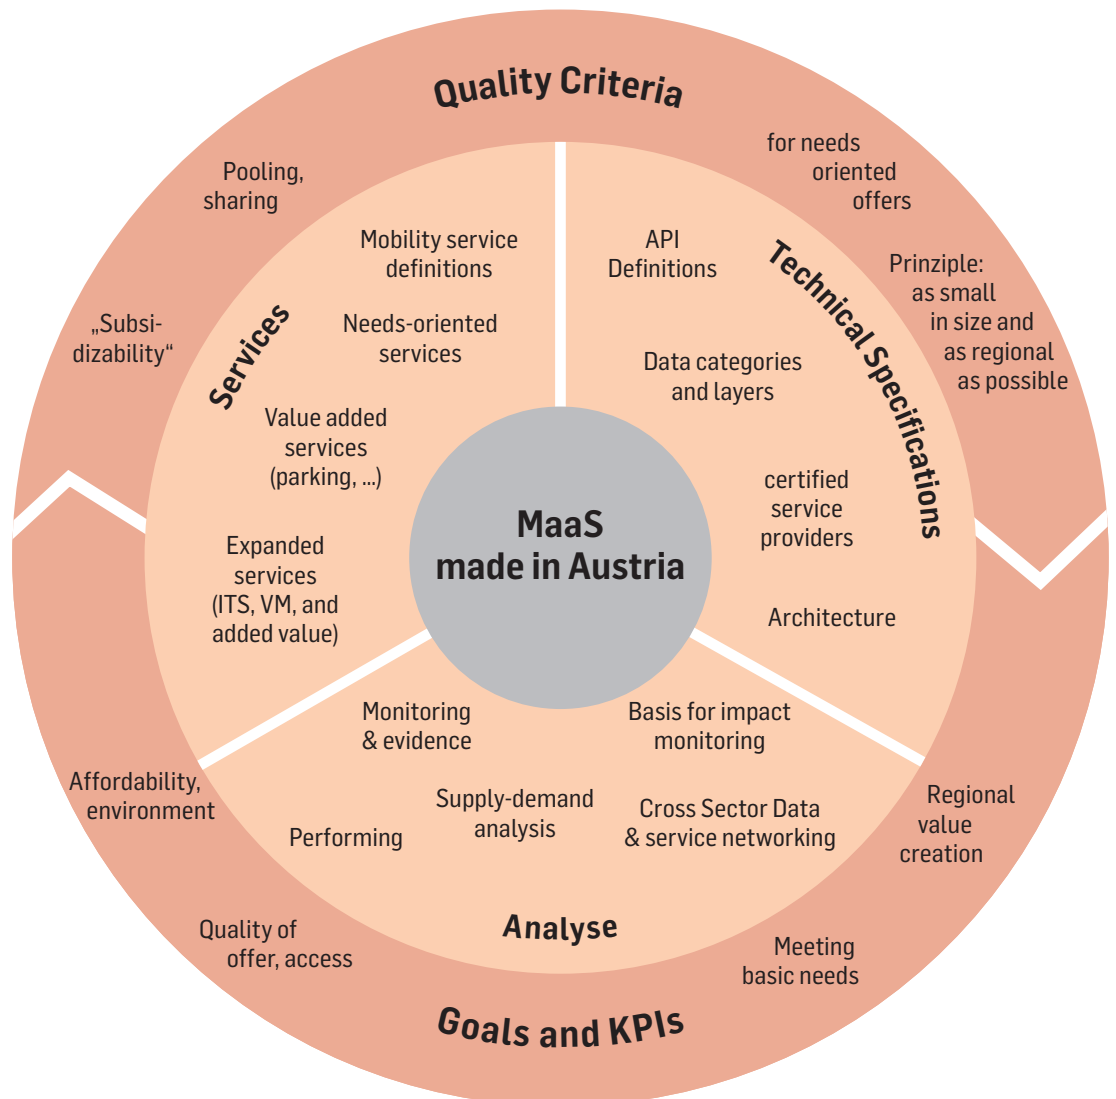 Quality Criteria
Pooling,
sharing
„Subsi-
dizability“
for needs
oriented
offers
Prinziple:
as small
in size and
as regional
as possible
Services
Mobility service
definitions
Needs-oriented
services
Value added
services
(parking, ...)
Expanded
services
(ITS, VM, and
added value)
Technical Specifications
API
Definitions
Data categories
and layers
certified
service
providers
Architecture
MaaS
made in Austria
Monitoring
& evidence
Basis for impact
monitoring
Supply-demand
analysis
Performing
Cross Sector Data
& service networking
Analyse
Affordability,
environment
Quality of
offer, access
Regional
value
creation
Meeting
basic needs
Goals and KPIs